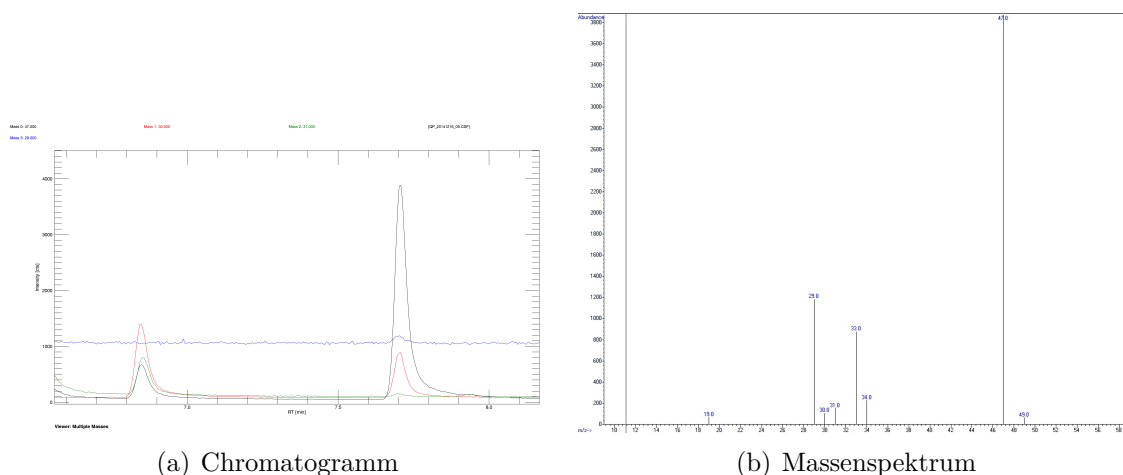 Mass 0: 47.000
Mass 1: 33.000
Mass 2: 31.000
[QP_20141216_05.CDF]
Mass 3: 29.000
4000
3000
2000
1000
0
Intensity [cts]
7.0
7.5
8.0
RT [min]
Viewer: Multiple Masses
(a) Chromatogramm
Abundance
3800
3600
3400
3200
3000
2800
2600
2400
2200
2000
1800
1600
1400
1200
1000
800
600
400
200
0
47.0
29.0
33.0
34.0
31.0
30.0
19.0
49.0
m/z-->
10 12 14 16 18 20 22 24 26 28 30 32 34 36 38 40 42 44 46 48 50 52 54 56 58
(b) Massenspektrum